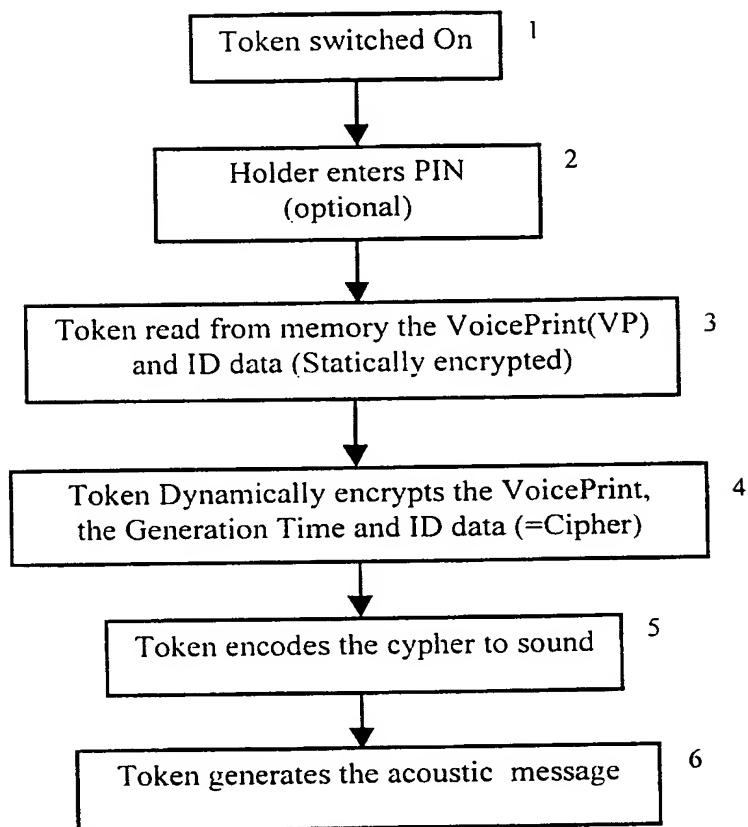 Token switched On
1
Holder enters PIN
(optional)
2
Token read from memory the VoicePrint(VP)
and ID data (Statically encrypted)
3
Token Dynamically encrypts the VoicePrint,
the Generation Time and ID data (=Cipher)
4
Token encodes the cypher to sound
5
Token generates the acoustic message
6